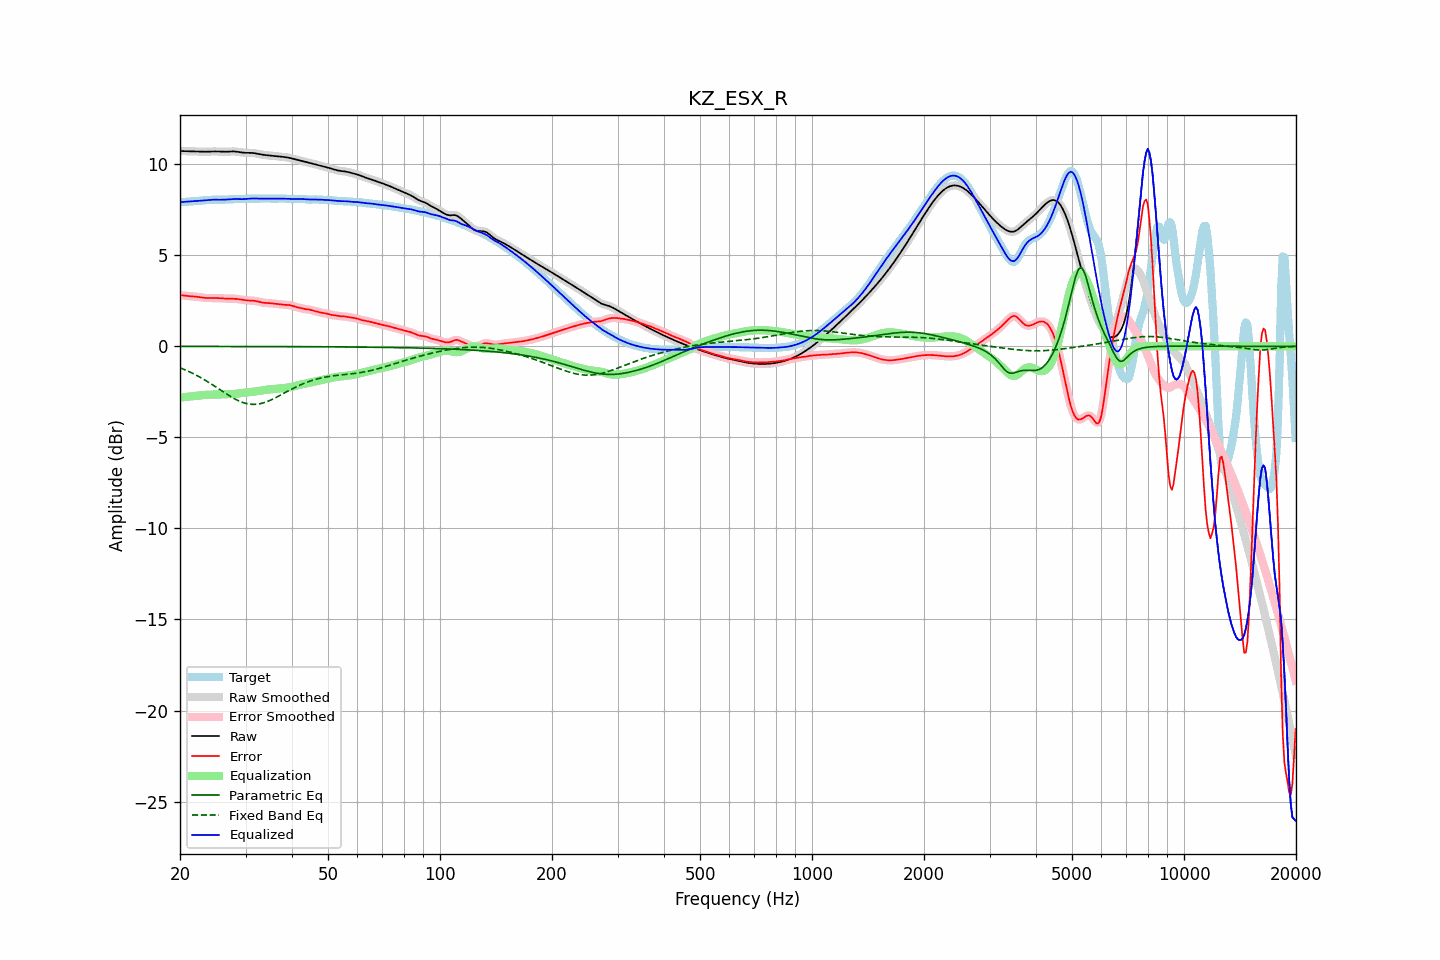 KZ_ESX_R
10
5
0
−5
−10
−15
−20
−25
Amplitude (dBr)
Target
Raw Smoothed
Error Smoothed
Raw
Error
Equalization
Parametric Eq
Fixed Band Eq
Equalized
20 50 100 200 500 1000 2000 5000 10000 20000
Frequency (Hz)